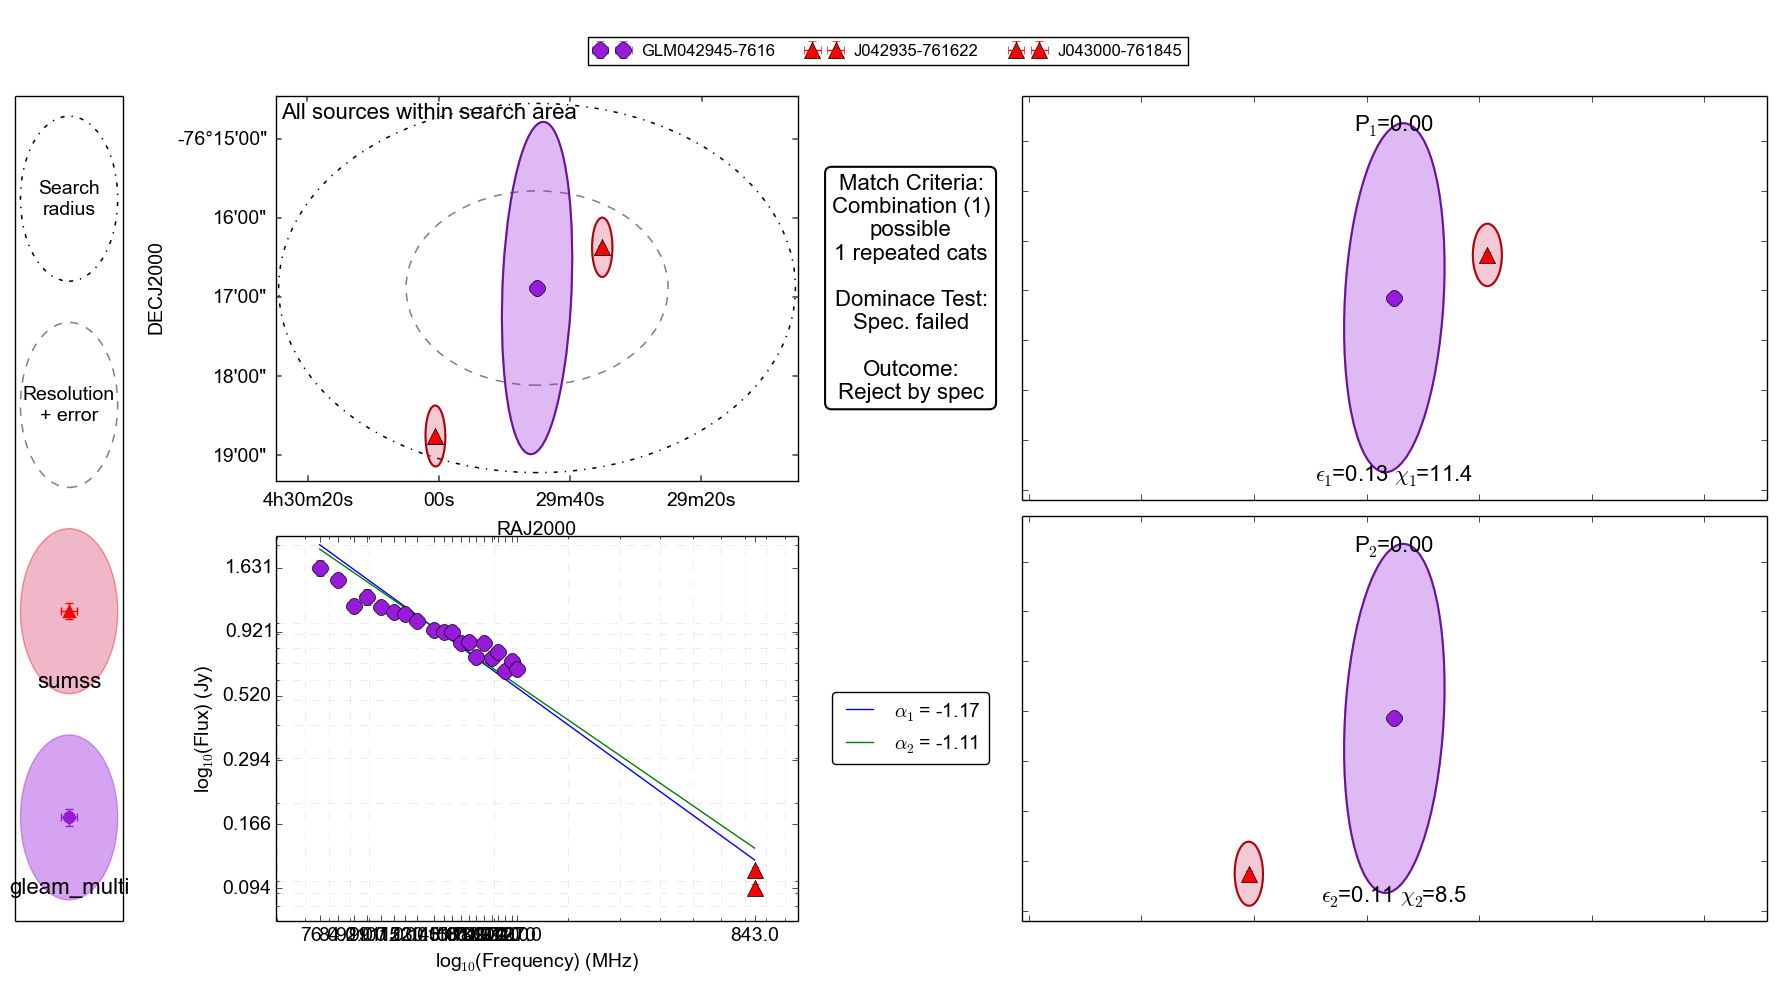 GLM042945-7616 J042935-761622 J043000-761845
Search
radius
Resolution
+ error
sumss
gleam_multi
All sources within search area
-76°15'00"
16'00"
17'00"
18'00"
19'00"
DECJ2000
4h30m20s 00s 29m40s 29m20s
RAJ2000
Match Criteria:
Combination (1)
possible
1 repeated cats
Dominace Test:
Spec. failed
Outcome:
Reject by spec
P₁=0.00
ϵ₁=0.13 χ₁=11.4
1.631
0.921
0.520
0.294
0.166
0.094
log₁₀(Flux) (Jy)
843.0
log₁₀(Frequency) (MHz)
α₁ = -1.17
α₂ = -1.11
P₂=0.00
ϵ₂=0.11 χ₂=8.5